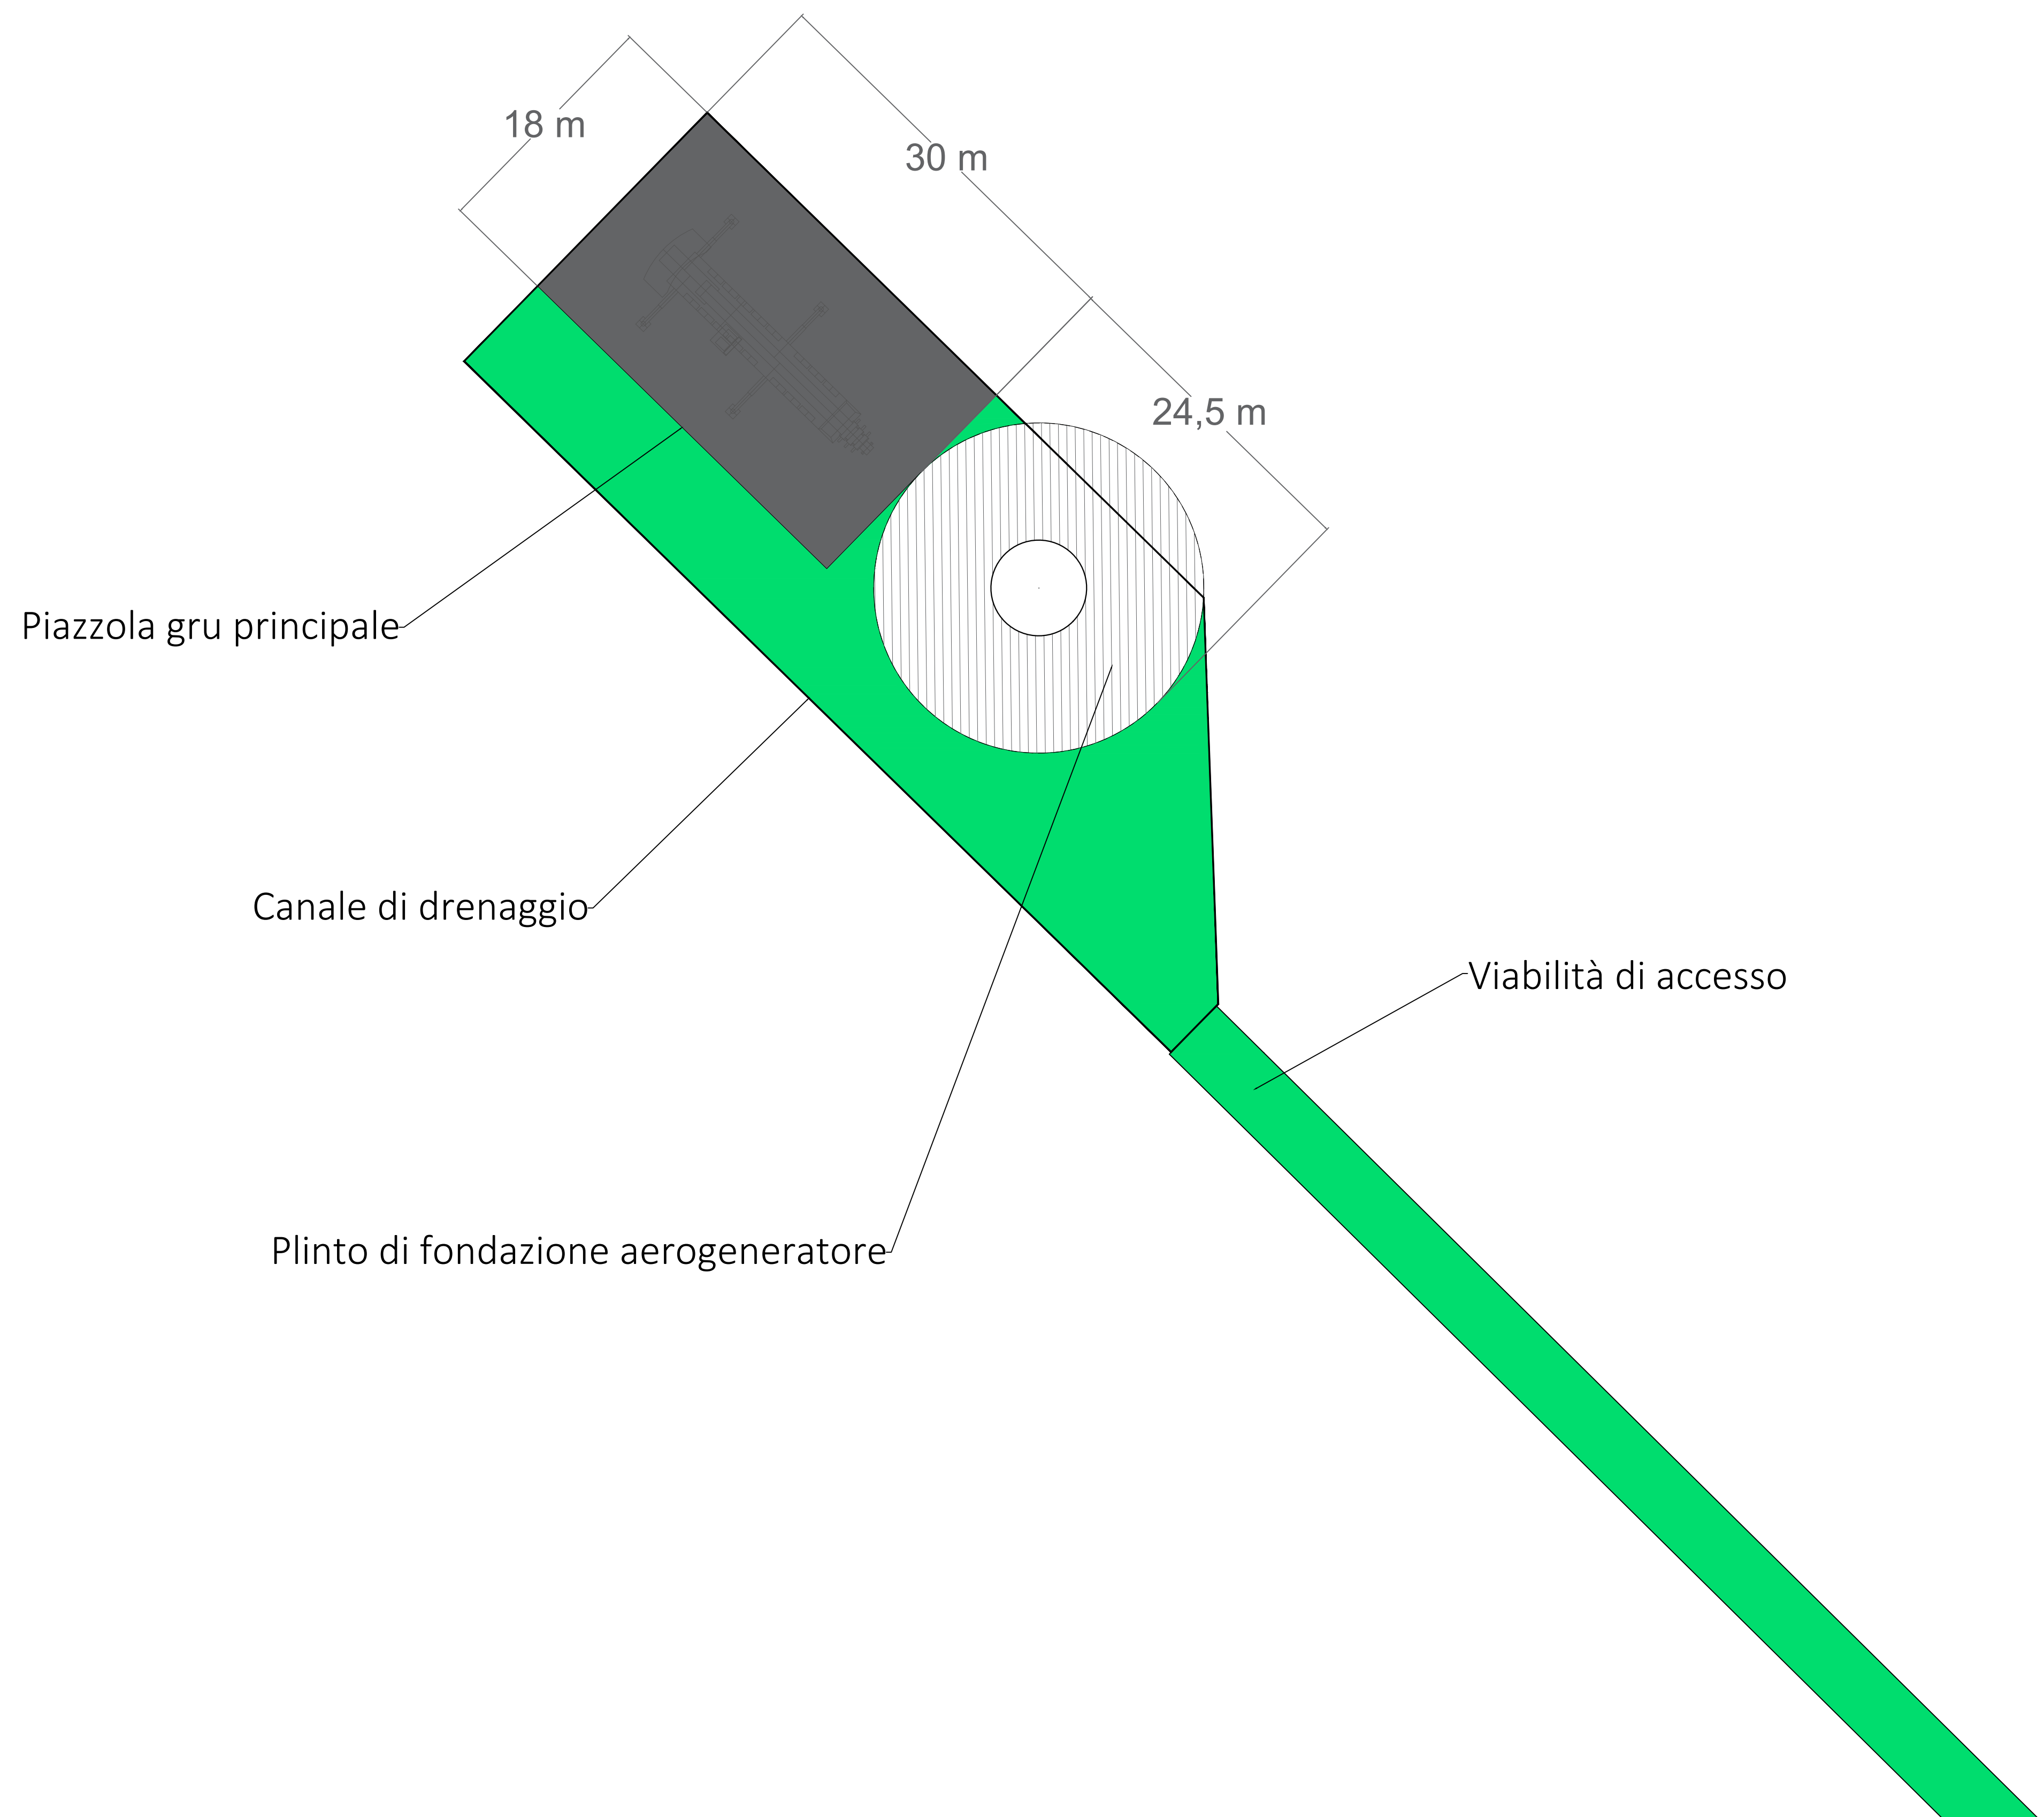 18 m
30 m
24,5 m
Piazzola gru principale
Canale di drenaggio
Viabilità di accesso
Plinto di fondazione aerogeneratore